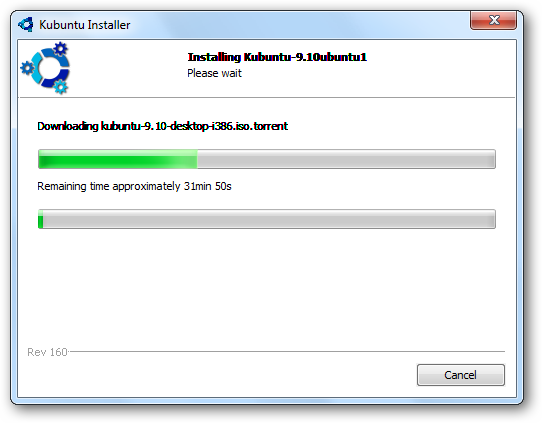 Kubuntu Installer
Installing Kubuntu-9.10ubuntu1
Please wait
Downloading kubuntu-9.10-desktop-i386.iso.torrent
Remaining time approximately 31min 50s
Rev 160
Cancel